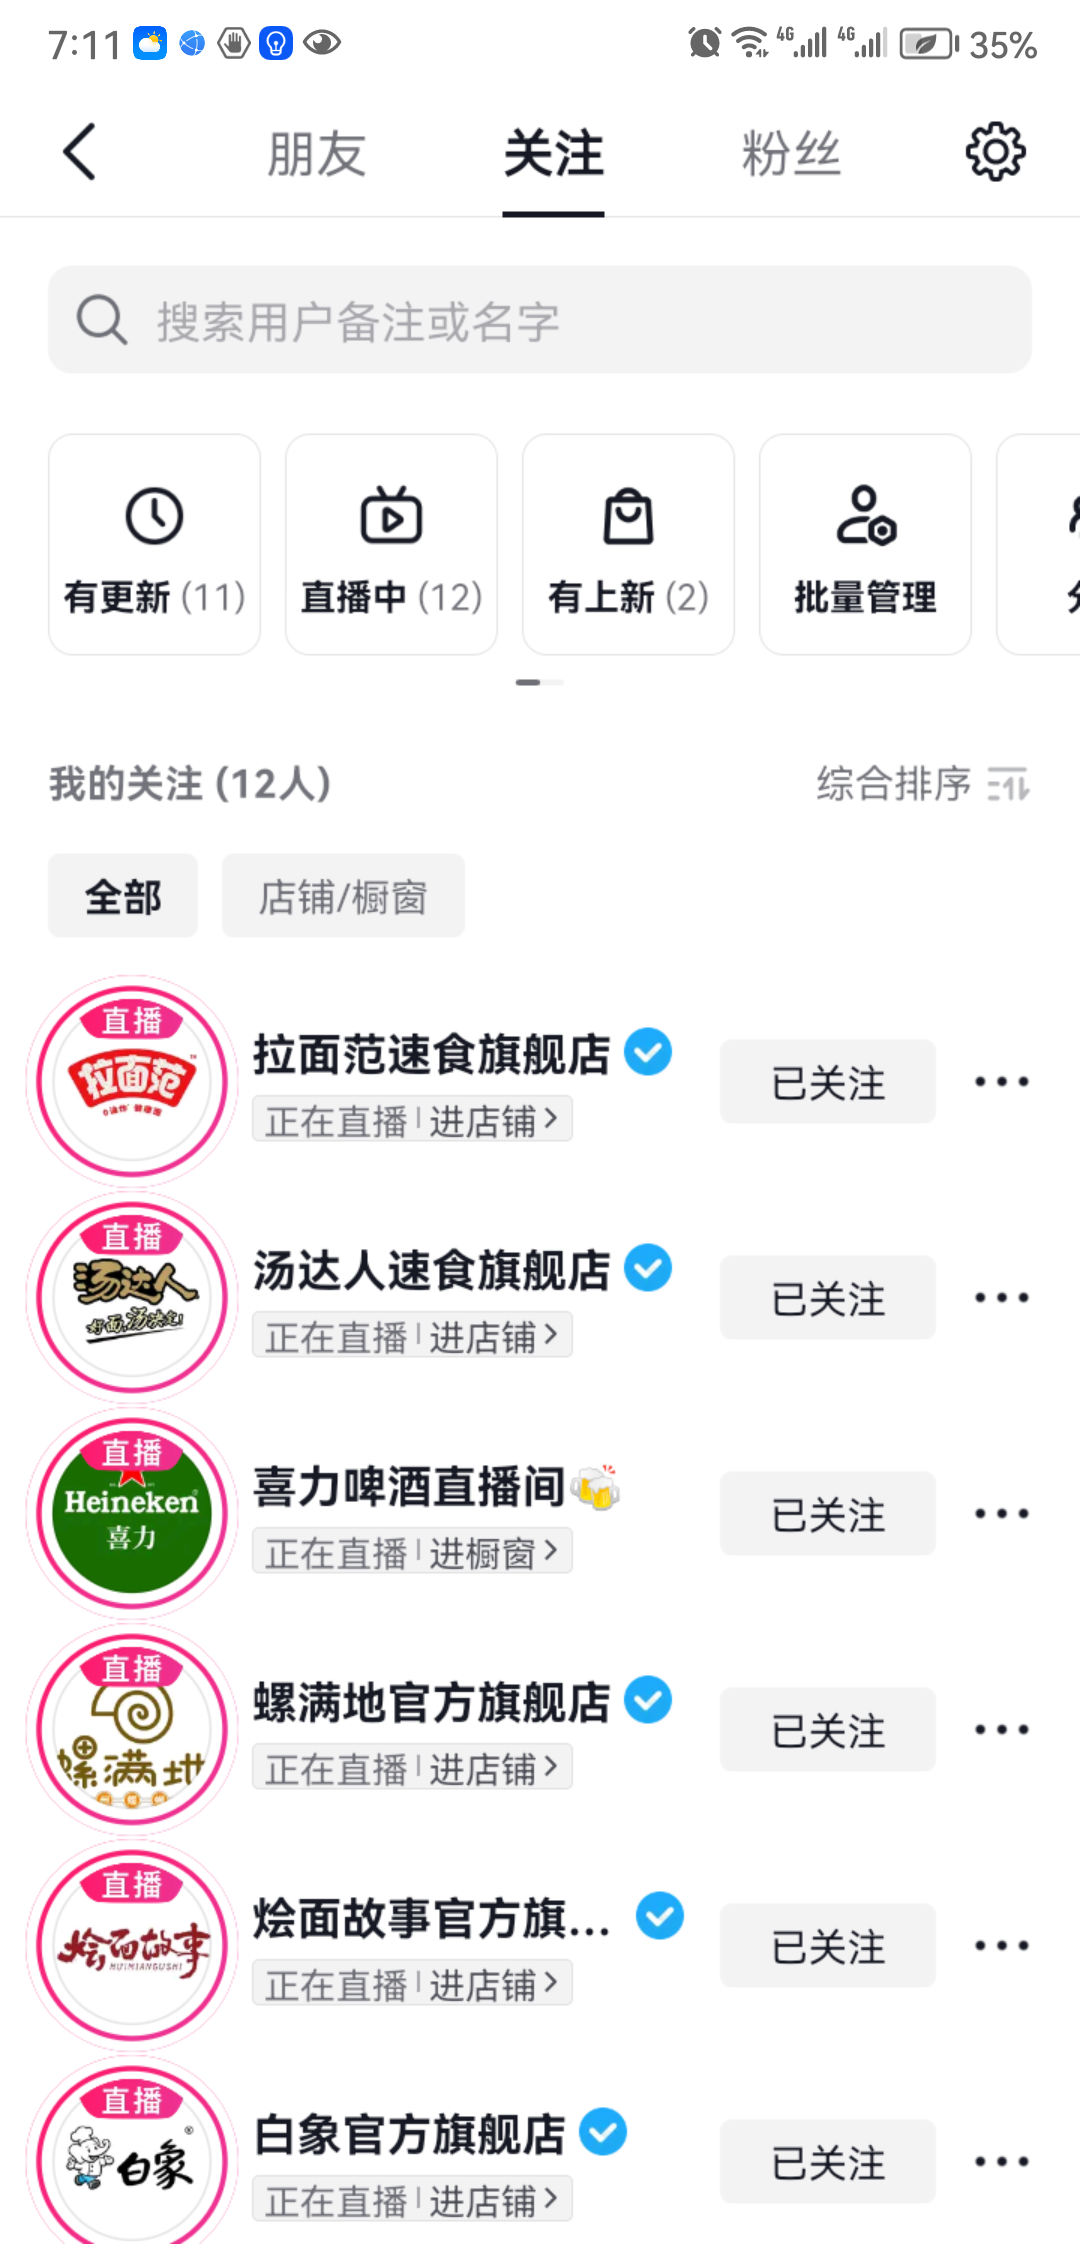 7:11 4G 4G 35%
朋友 关注 粉丝
搜索用户备注或名字
有更新 (11) 直播中 (12) 有上新 (2) 批量管理
我的关注 (12人) 综合排序
全部 店铺/橱窗
直播
拉面范
拉面范速食旗舰店
已关注
正在直播 进店铺
直播
汤达人
好面,汤决定!
汤达人速食旗舰店
已关注
正在直播 进店铺
直播
Heineken
喜力
喜力啤酒直播间
已关注
正在直播 进橱窗
直播
螺满地
螺满地官方旗舰店
已关注
正在直播 进店铺
直播
烩面故事
HUIMIANGUSHI
烩面故事官方旗...
已关注
正在直播 进店铺
直播
白象
白象官方旗舰店
已关注
正在直播 进店铺